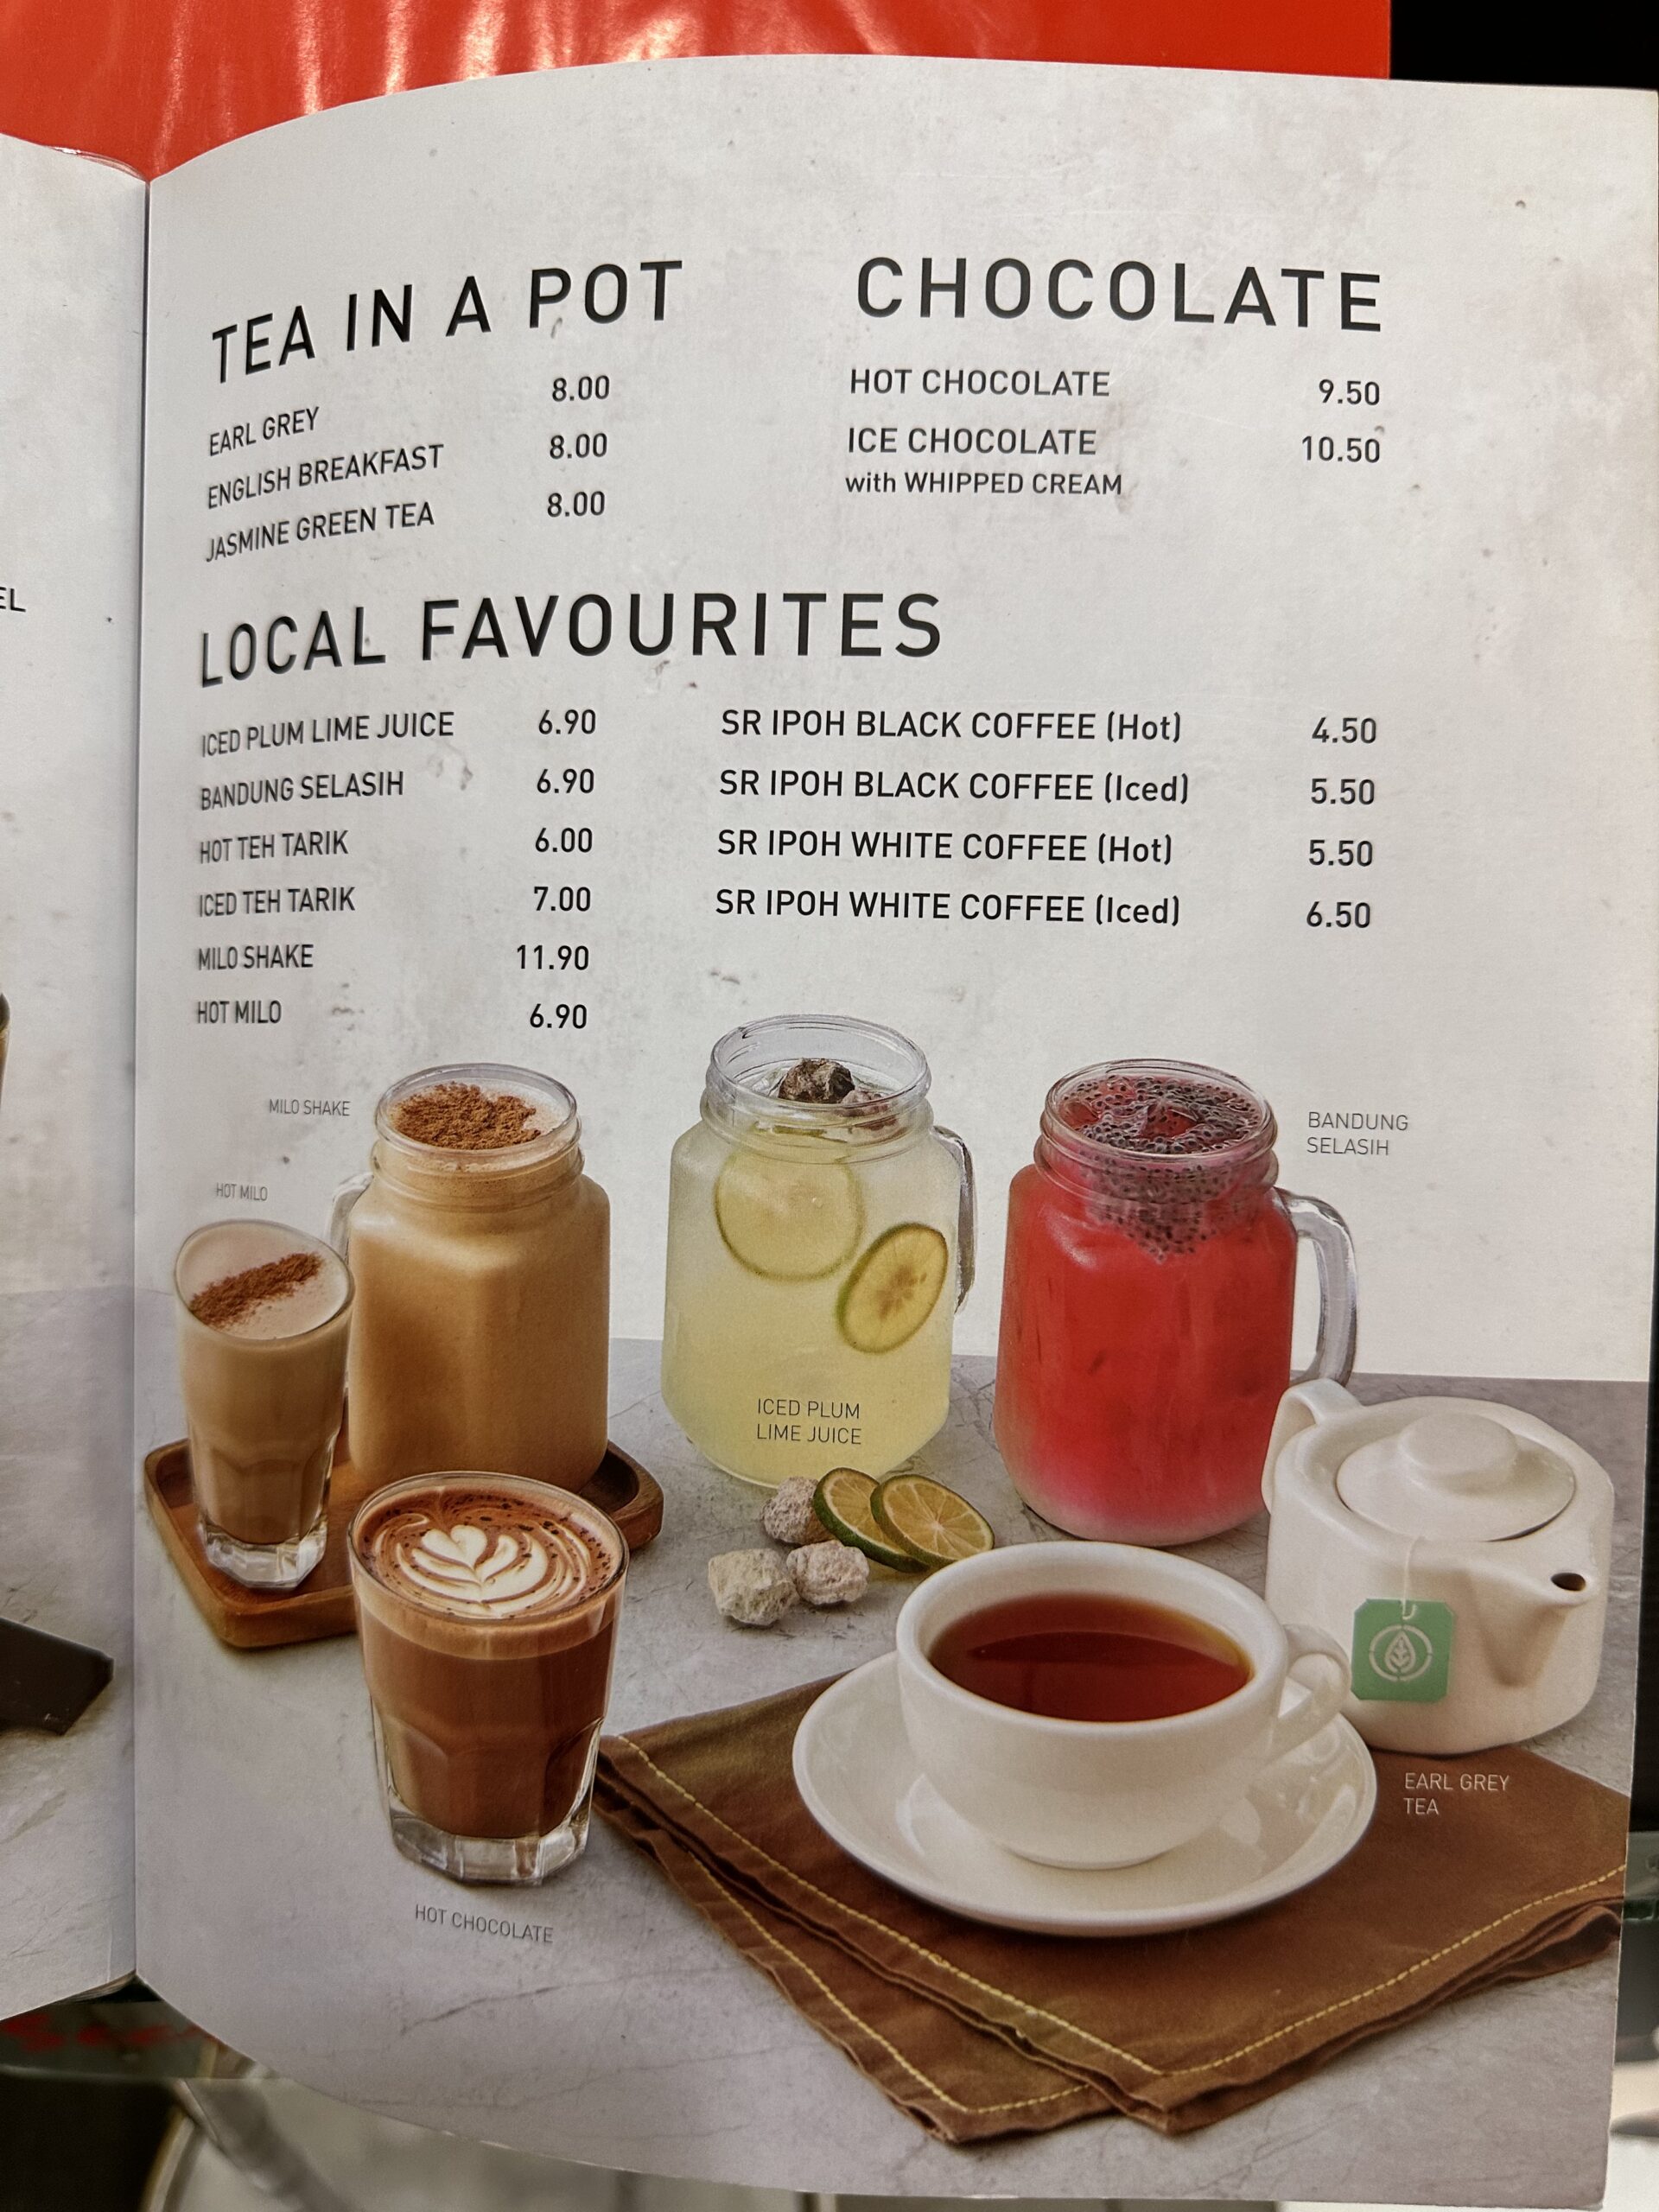 EL
TEA IN A POT
EARL GREY 8.00
ENGLISH BREAKFAST 8.00
JASMINE GREEN TEA 8.00
CHOCOLATE
HOT CHOCOLATE 9.50
ICE CHOCOLATE 10.50
with WHIPPED CREAM
LOCAL FAVOURITES
ICED PLUM LIME JUICE 6.90
BANDUNG SELASIH 6.90
HOT TEH TARIK 6.00
ICED TEH TARIK 7.00
MILO SHAKE 11.90
HOT MILO 6.90
SR IPOH BLACK COFFEE (Hot) 4.50
SR IPOH BLACK COFFEE (Iced) 5.50
SR IPOH WHITE COFFEE (Hot) 5.50
SR IPOH WHITE COFFEE (Iced) 6.50
MILO SHAKE
BANDUNG
SELASIH
HOT MILO
ICED PLUM
LIME JUICE
EARL GREY
TEA
HOT CHOCOLATE